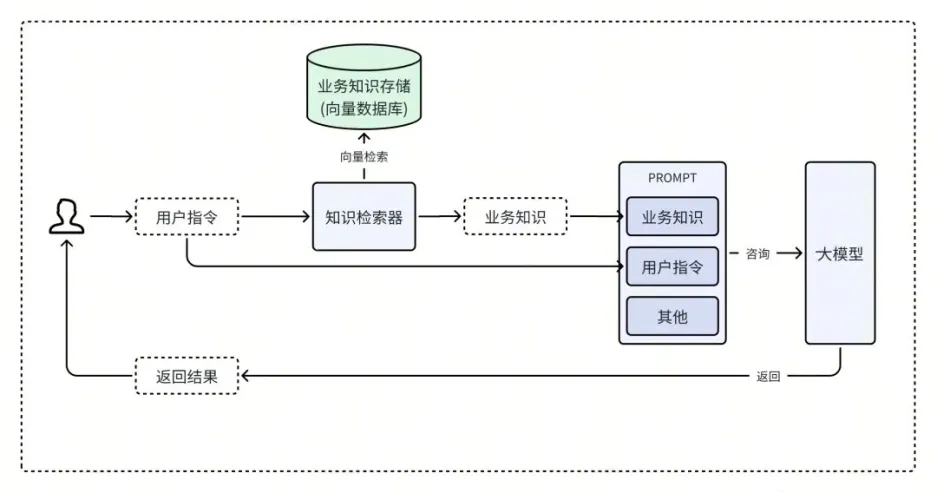 业务知识存储
(向量数据库)
向量检索
用户指令
知识检索器
业务知识
PROMPT
业务知识
用户指令
其他
咨询
大模型
返回结果
返回